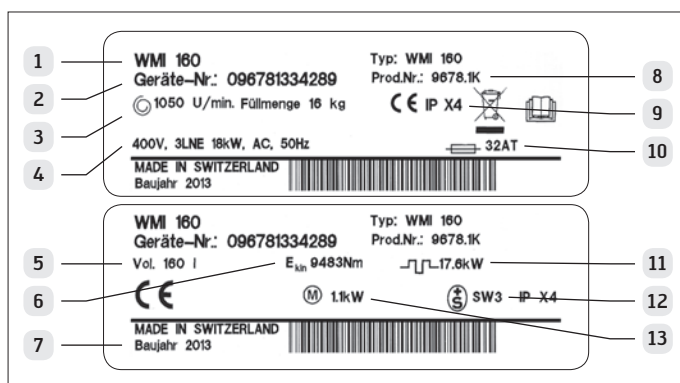 1 WMI 160 Typ: WMI 160
2 Geräte-Nr.: 096781334289 Prod.Nr.: 9678.1K 8
3 1050 U/min. Füllmenge 16 kg CE IP X4 9
4 400V, 3LNE 18kW, AC, 50Hz 32AT 10
MADE IN SWITZERLAND
Baujahr 2013
WMI 160 Typ: WMI 160
Geräte-Nr.: 096781334289 Prod.Nr.: 9678.1K
5 Vol. 160 l Ekin 9483Nm 17.6kW 11
6 CE M 1.1kW S SW3 IP X4 12
MADE IN SWITZERLAND 13
7 Baujahr 2013